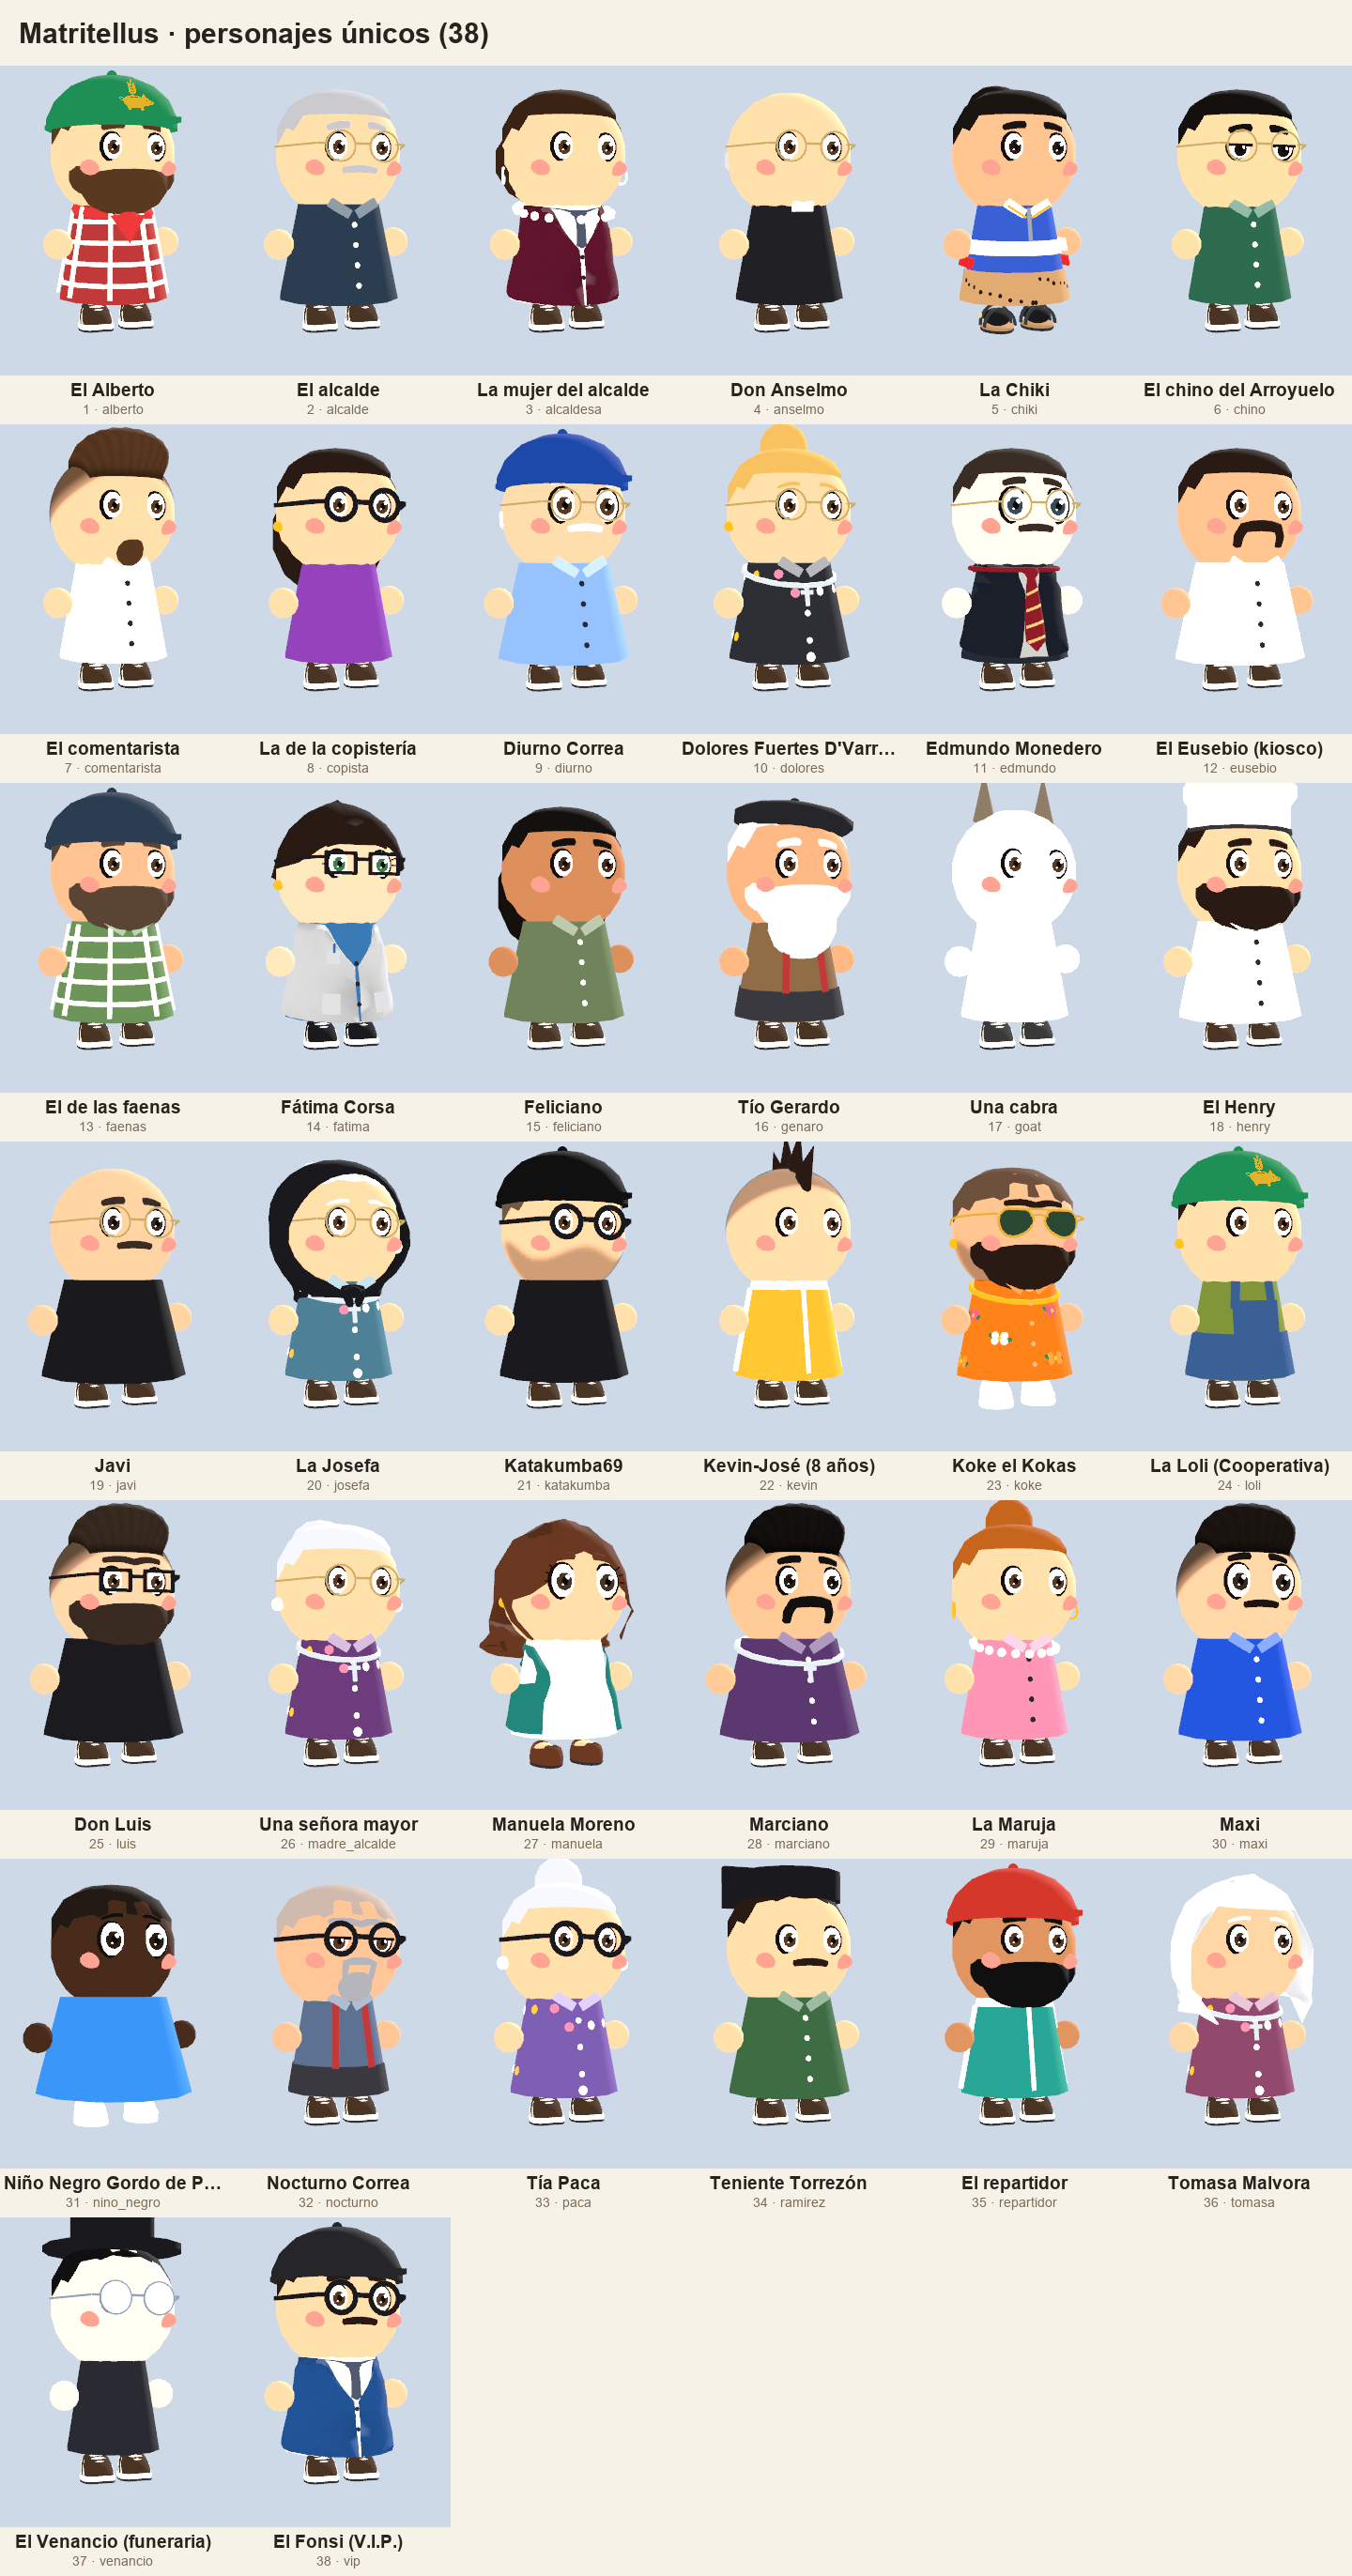 Matritellus · personajes únicos (38)
El Alberto
1 · alberto
El alcalde
2 · alcalde
La mujer del alcalde
3 · alcaldesa
Don Anselmo
4 · anselmo
La Chiki
5 · chiki
El chino del Arroyuelo
6 · chino
El comentarista
7 · comentarista
La de la copistería
8 · copista
Diurno Correa
9 · diurno
Dolores Fuertes D'Varr...
10 · dolores
Edmundo Monedero
11 · edmundo
El Eusebio (kiosco)
12 · eusebio
El de las faenas
13 · faenas
Fátima Corsa
14 · fatima
Feliciano
15 · feliciano
Tío Gerardo
16 · genaro
Una cabra
17 · goat
El Henry
18 · henry
Javi
19 · javi
La Josefa
20 · josefa
Katakumba69
21 · katakumba
Kevin-José (8 años)
22 · kevin
Koke el Kokas
23 · koke
La Loli (Cooperativa)
24 · loli
Don Luis
25 · luis
Una señora mayor
26 · madre_alcalde
Manuela Moreno
27 · manuela
Marciano
28 · marciano
La Maruja
29 · maruja
Maxi
30 · maxi
Niño Negro Gordo de P...
31 · nino_negro
Nocturno Correa
32 · nocturno
Tía Paca
33 · paca
Teniente Torrezón
34 · ramirez
El repartidor
35 · repartidor
Tomasa Malvora
36 · tomasa
El Venancio (funeraria)
37 · venancio
El Fonsi (V.I.P.)
38 · vip